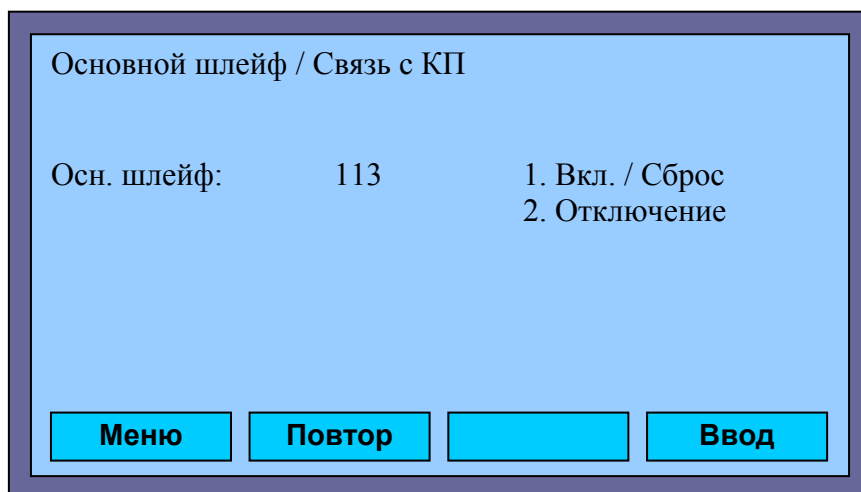 Основной шлейф / Связь с КП
Осн. шлейф: 113 1. Вкл. / Сброс
2. Отключение
Меню Повтор Ввод